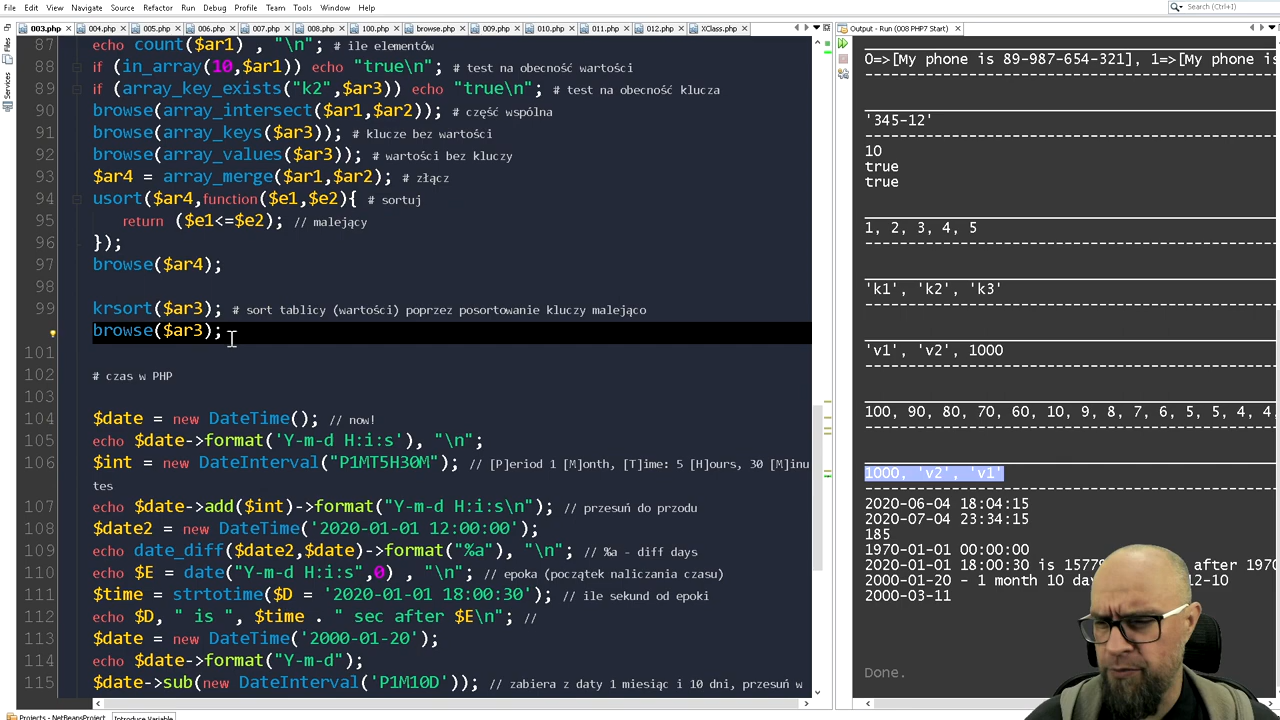 File Edit View Navigate Source Refactor Run Debug Profile Team Tools Window Help
Search (Ctrl+I)
003.php 004.php 005.php 006.php 007.php 008.php 100.php browse.php 009.php 010.php 011.php 012.php XClass.php
Output - Run (008 PHP7 Start)
Files
Services
87 echo count($ar1) , "\n"; # ile elementów
88 if (in_array(10,$ar1)) echo "true\n"; # test na obecność wartości
89 if (array_key_exists("k2",$ar3)) echo "true\n"; # test na obecność klucza
90 browse(array_intersect($ar1,$ar2)); # część wspólna
91 browse(array_keys($ar3)); # klucze bez wartości
92 browse(array_values($ar3)); # wartości bez kluczy
93 $ar4 = array_merge($ar1,$ar2); # złącz
94 usort($ar4,function($e1,$e2){ # sortuj
95 return ($e1<=$e2); // malejący
96 });
97 browse($ar4);
98
99 krsort($ar3); # sort tablicy (wartości) poprzez posortowanie kluczy malejąco
browse($ar3);
101
102 # czas w PHP
103
104 $date = new DateTime(); // now!
105 echo $date->format('Y-m-d H:i:s'), "\n";
106 $int = new DateInterval("P1MT5H30M"); // [P]eriod 1 [M]onth, [T]ime: 5 [H]ours, 30 [M]inu
tes
107 echo $date->add($int)->format("Y-m-d H:i:s\n"); // przesuń do przodu
108 $date2 = new DateTime('2020-01-01 12:00:00');
109 echo date_diff($date2,$date)->format("%a"), "\n"; // %a - diff days
110 echo $E = date("Y-m-d H:i:s",0) , "\n"; // epoka (początek naliczania czasu)
111 $time = strtotime($D = '2020-01-01 18:00:30'); // ile sekund od epoki
112 echo $D, " is ", $time . " sec after $E\n"; //
113 $date = new DateTime('2000-01-20');
114 echo $date->format("Y-m-d");
115 $date->sub(new DateInterval('P1M10D')); // zabiera z daty 1 miesiąc i 10 dni, przesuń w
0=>[My phone is 89-987-654-321], 1=>[My phone is
'345-12'
10
true
true
1, 2, 3, 4, 5
'k1', 'k2', 'k3'
'v1', 'v2', 1000
100, 90, 80, 70, 60, 10, 9, 8, 7, 6, 5, 5, 4, 4,
1000, 'v2', 'v1'
2020-06-04 18:04:15
2020-07-04 23:34:15
185
1970-01-01 00:00:00
2020-01-01 18:00:30 is 15779 after 1970
2000-01-20 - 1 month 10 day 12-10
2000-03-11
Done.
Projects - NetBeansProject Introduce Variable